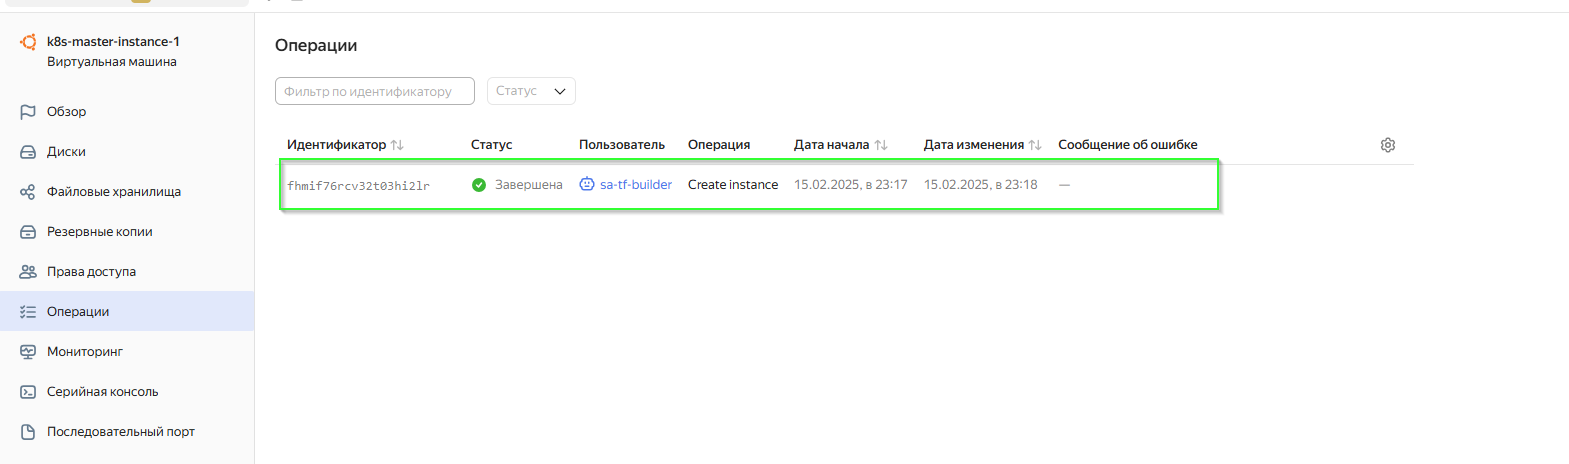 k8s-master-instance-1
Виртуальная машина
Обзор
Диски
Файловые хранилища
Резервные копии
Права доступа
Операции
Мониторинг
Серийная консоль
Последовательный порт
Операции
Фильтр по идентификатору
Статус
Идентификатор Статус Пользователь Операция Дата начала Дата изменения Сообщение об ошибке
fhmif76rcv32t03hi2lr Завершена sa-tf-builder Create instance 15.02.2025, в 23:17 15.02.2025, в 23:18 —